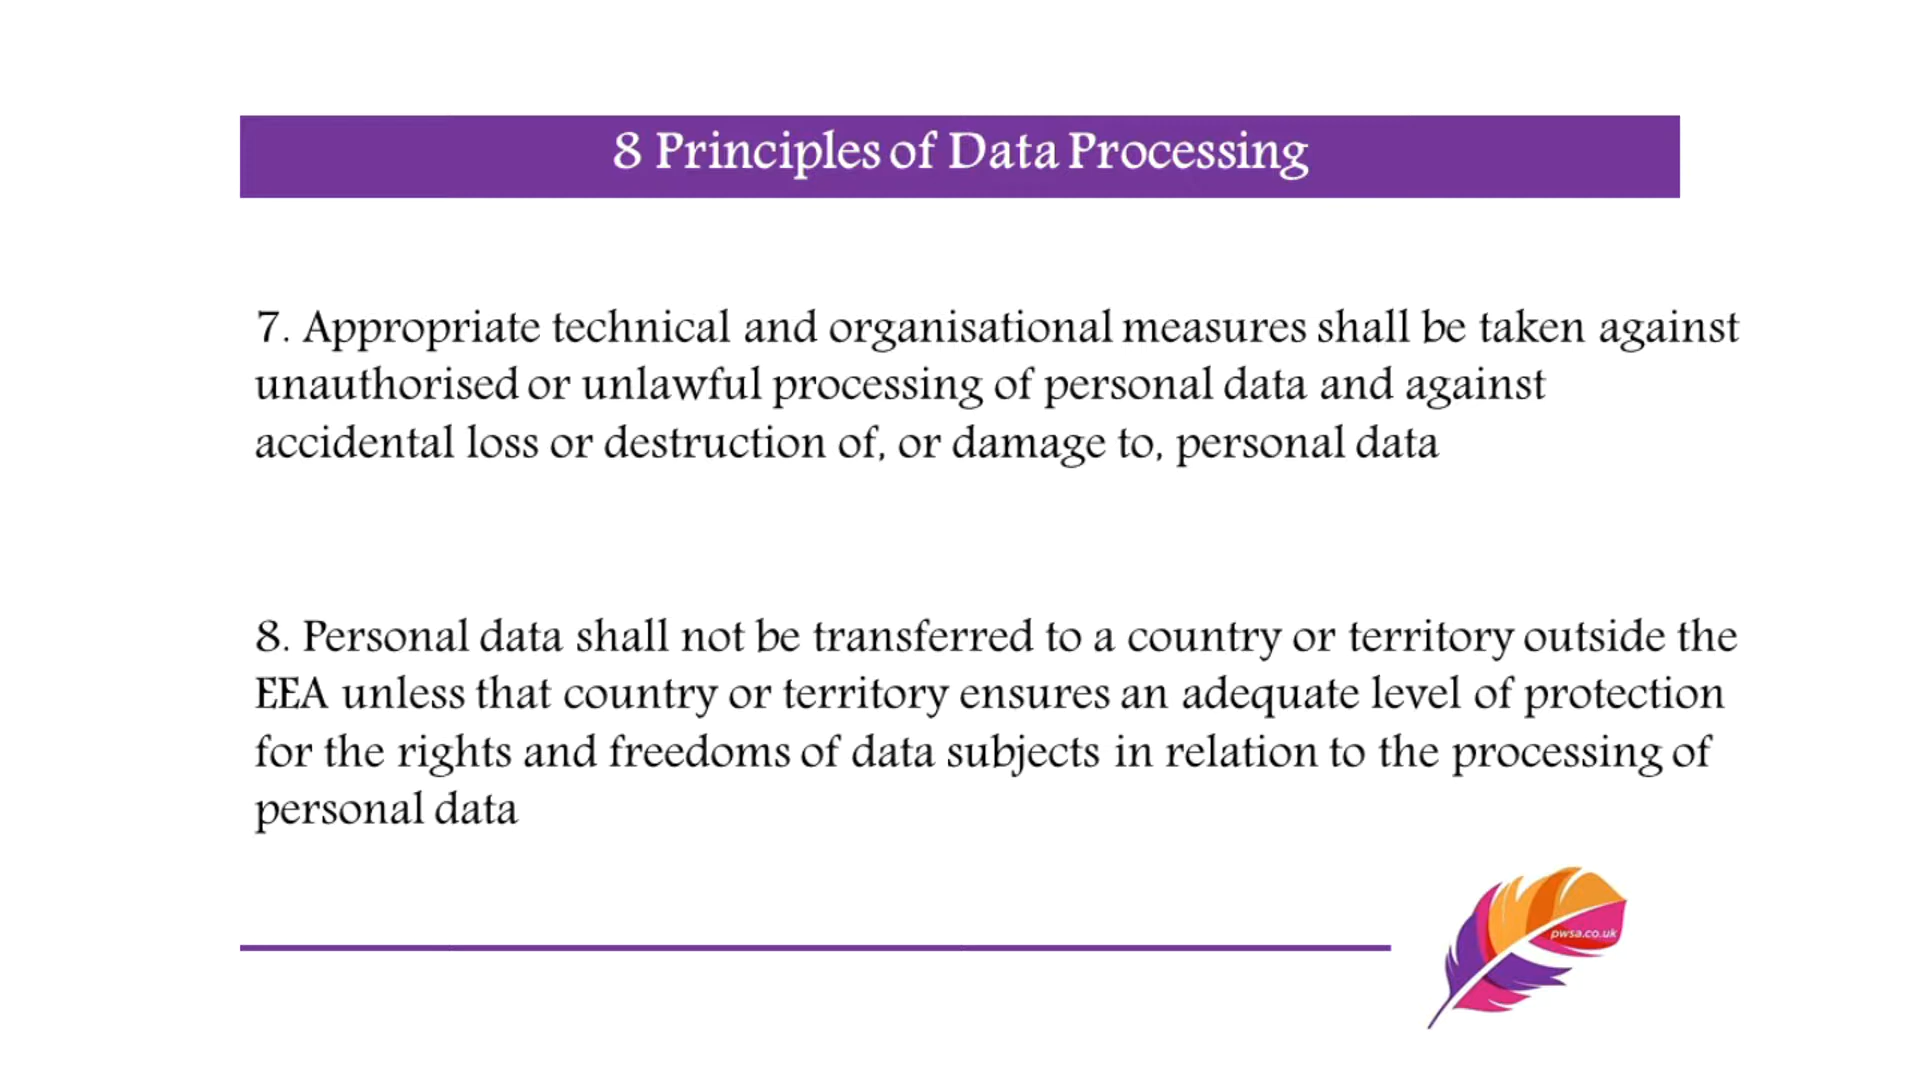 8 Principles of Data Processing
7. Appropriate technical and organisational measures shall be taken against
unauthorised or unlawful processing of personal data and against
accidental loss or destruction of, or damage to, personal data
8. Personal data shall not be transferred to a country or territory outside the
EEA unless that country or territory ensures an adequate level of protection
for the rights and freedoms of data subjects in relation to the processing of
personal data
pwsa.co.uk